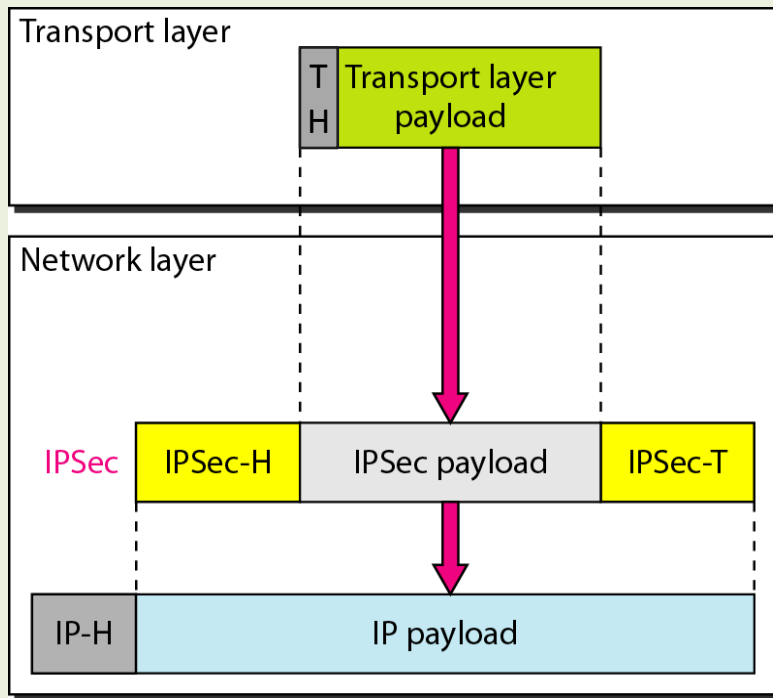 Transport layer
T
H
Transport layer
payload
Network layer
IPSec
IPSec-H
IPSec payload
IPSec-T
IP-H
IP payload